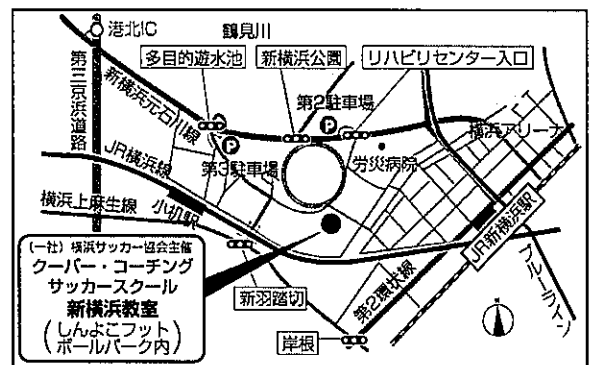 港北IC
鶴見川
多目的遊水池
新横浜公園
リハビリセンター入口
第三京浜道路
新横浜元石川線
第2駐車場
P
横浜アリーナ
P
第3駐車場
労災病院
JR横浜線
横浜上麻生線
小机駅
JR新横浜駅
(一社)横浜サッカー協会主催
クーバー・コーチング
サッカースクール
新横浜教室
(しんよこフット
ボールパーク内)
新羽踏切
第2環状線
ブルーライン
岸根